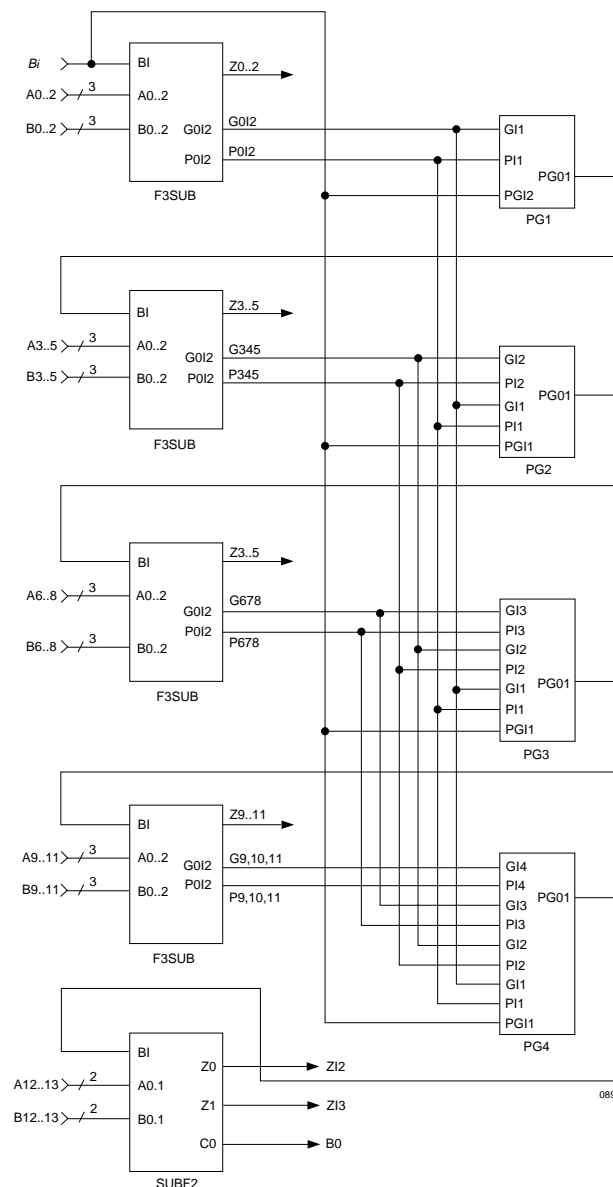 Bi
BI
Z0..2
A0..2
3
A0..2
B0..2
3
B0..2
G0I2
G0I2
P0I2
P0I2
F3SUB
GI1
PI1
PG01
PGI2
PG1
BI
Z3..5
A3..5
3
A0..2
B3..5
3
B0..2
G0I2
G345
P0I2
P345
F3SUB
GI2
PI2
PG01
GI1
PI1
PGI1
PG2
BI
Z3..5
A6..8
3
A0..2
G0I2
G678
B6..8
3
B0..2
P0I2
P678
F3SUB
GI3
PI3
GI2
PI2
PG01
GI1
PI1
PGI1
PG3
BI
Z9..11
A9..11
3
A0..2
G0I2
G9,10,11
B9..11
3
B0..2
P0I2
P9,10,11
F3SUB
GI4
PI4
PG01
GI3
PI3
GI2
PI2
GI1
PI1
PGI1
PG4
BI
Z0
ZI2
A12..13
2
A0.1
B12..13
2
B0.1
Z1
ZI3
C0
B0
SUBF2
089